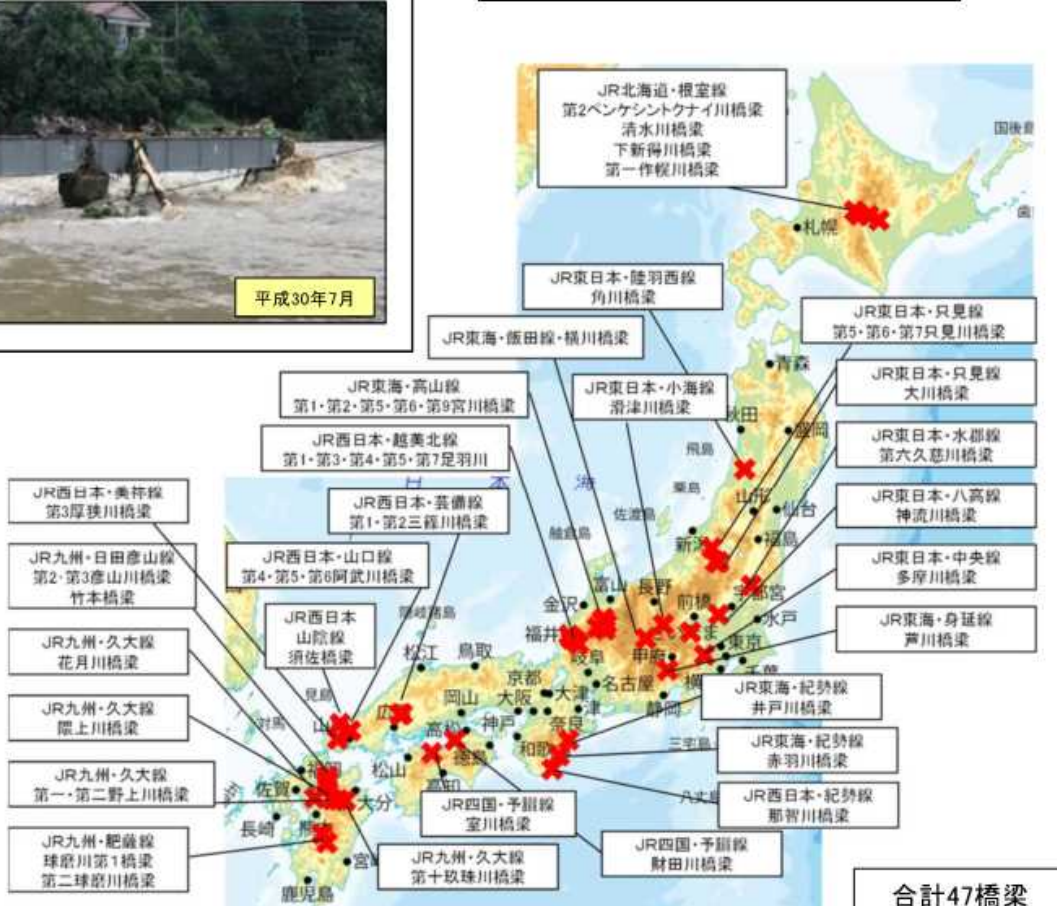 平成30年7月
JR北海道・根室線
第2ペンケシントクナイ川橋梁
清水川橋梁
下新得川橋梁
第一作幌川橋梁
国後島
歯
札幌
JR東日本・陸羽西線
角川橋梁
JR東日本・只見線
第5・第6・第7只見川橋梁
JR東海・飯田線・横川橋梁
青森
JR東日本・只見線
大川橋梁
JR東海・高山線
第1・第2・第5・第6・第9宮川橋梁
JR東日本・小海線
滑津川橋梁
秋田
盛岡
JR西日本・越美北線
第1・第3・第4・第5・第7足羽川
飛島
JR東日本・水郡線
第六久慈川橋梁
日本海
粟島
山形
仙台
JR西日本・美祢線
第3厚狭川橋梁
JR西日本・芸備線
第1・第2三篠川橋梁
佐渡島
舳倉島
新潟
福島
JR東日本・八高線
神流川橋梁
JR九州・日田彦山線
第2・第3彦山川橋梁
竹本橋梁
JR西日本・山口線
第4・第5・第6阿武川橋梁
JR東日本・中央線
多摩川橋梁
富山
長野
前橋
宇都宮
水戸
金沢
JR西日本
山陰線
須佐橋梁
隠岐諸島
福井
ま
東京
JR東海・身延線
芦川橋梁
JR九州・久大線
花月川橋梁
松江
鳥取
岐阜
甲府
横
千葉
京都
大津
名古屋
岡山
大阪
津
静岡
JR東海・紀勢線
井戸川橋梁
見島
対馬
山
広
高松
神戸
奈良
三宅島
JR九州・久大線
隈上川橋梁
徳島
和歌
JR東海・紀勢線
赤羽川橋梁
松山
福岡
高知
JR九州・久大線
第一・第二野上川橋梁
佐賀
大分
八丈島
JR西日本・紀勢線
那智川橋梁
JR四国・予讃線
室川橋梁
長崎
熊
JR九州・肥薩線
球磨川第1橋梁
第二球磨川橋梁
宮
JR九州・久大線
第十玖珠川橋梁
JR四国・予讃線
財田川橋梁
鹿児島
合計47橋梁